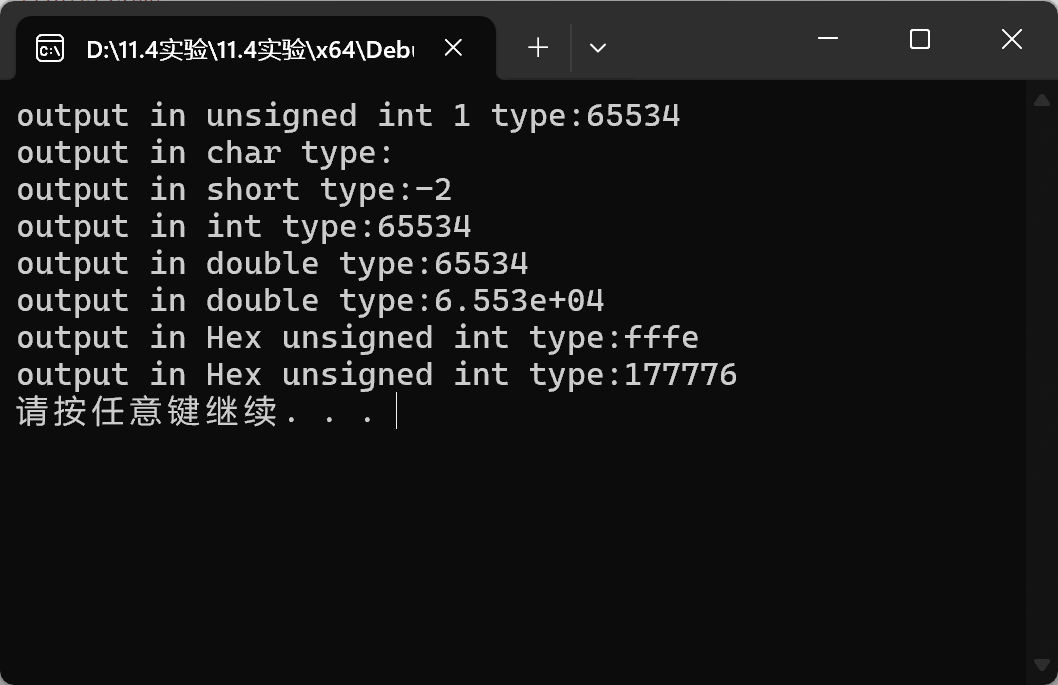 D:\11.4实验\11.4实验\x64\Debu
output in unsigned int 1 type:65534
output in char type:
output in short type:-2
output in int type:65534
output in double type:65534
output in double type:6.553e+04
output in Hex unsigned int type:fffe
output in Hex unsigned int type:177776
请按任意键继续. . .